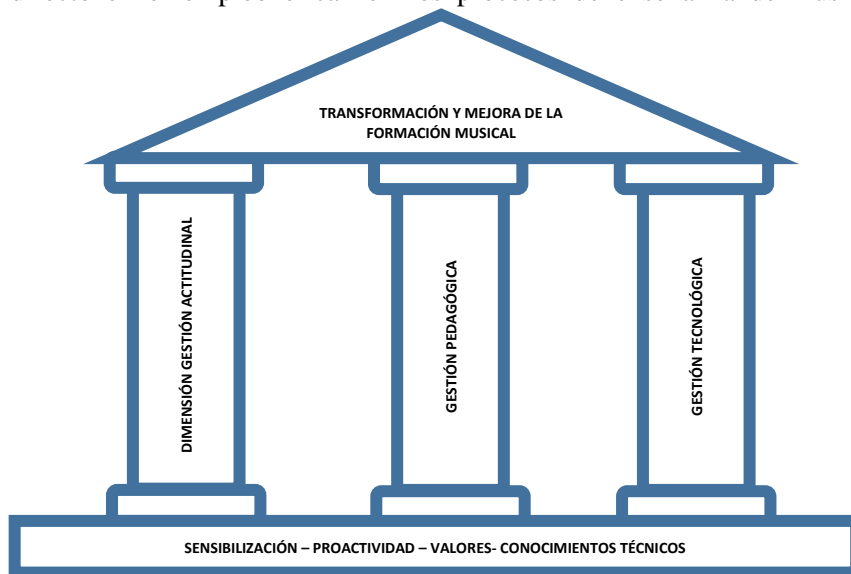 TRANSFORMACIÓN Y MEJORA DE LA
FORMACIÓN MUSICAL
DIMENSIÓN GESTIÓN ACTITUDINAL
GESTIÓN PEDAGÓGICA
GESTIÓN TECNOLÓGICA
SENSIBILIZACIÓN – PROACTIVIDAD – VALORES- CONOCIMIENTOS TÉCNICOS